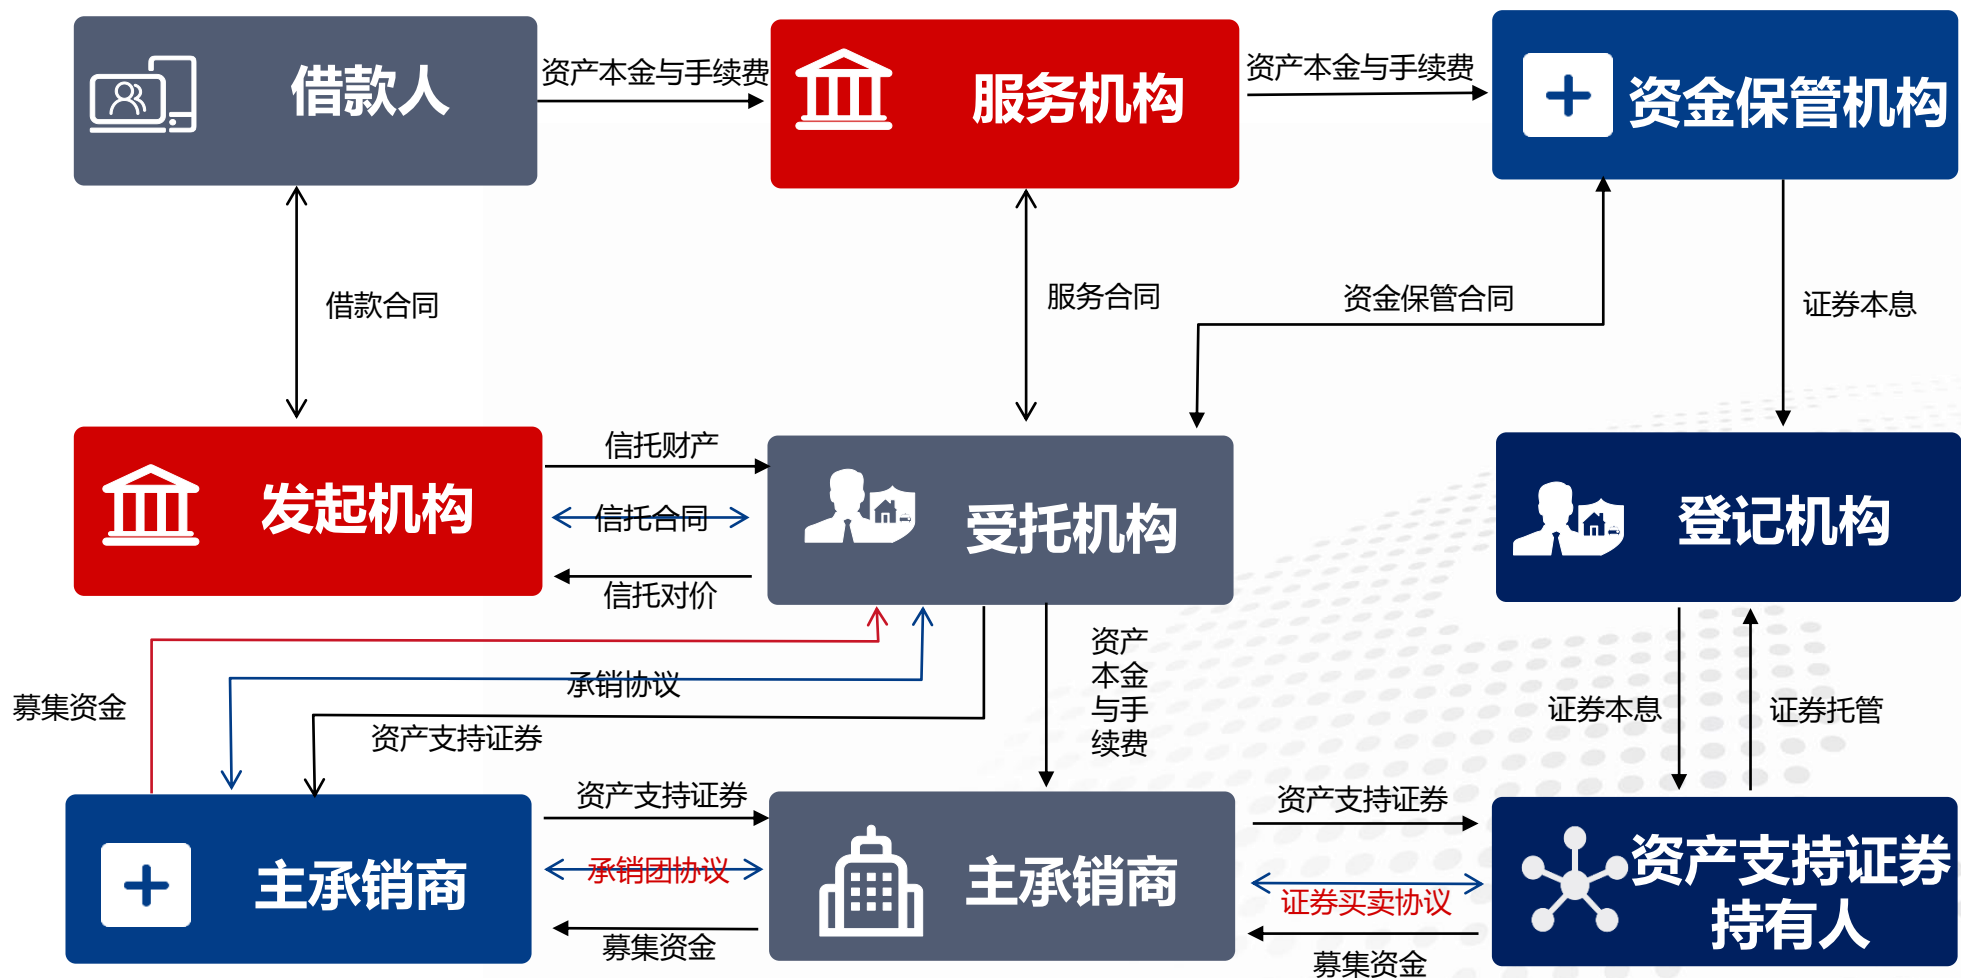 借款人
资产本金与手续费
服务机构
资产本金与手续费
资金保管机构
借款合同
服务合同
资金保管合同
证券本息
发起机构
信托财产
信托合同
信托对价
受托机构
登记机构
募集资金
承销协议
资产支持证券
资产
本金
与手
续费
证券本息
证券托管
主承销商
资产支持证券
承销团协议
募集资金
主承销商
资产支持证券
证券买卖协议
募集资金
资产支持证券
持有人